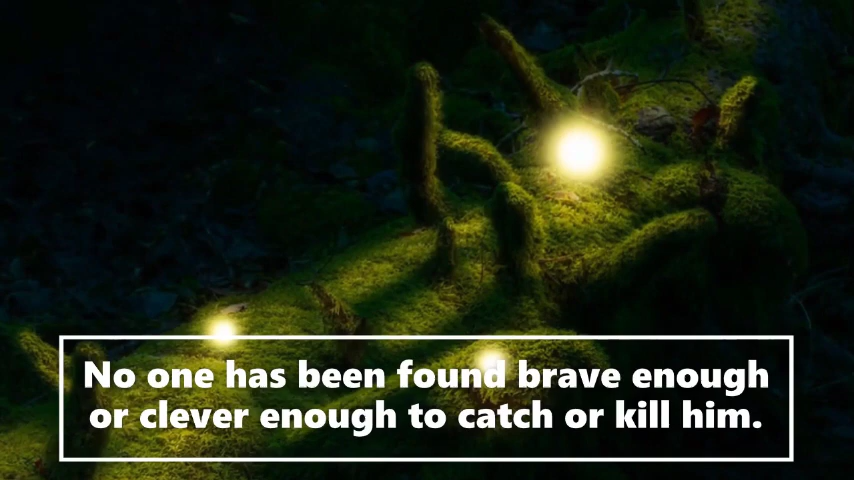 No one has been found brave enough
or clever enough to catch or kill him.